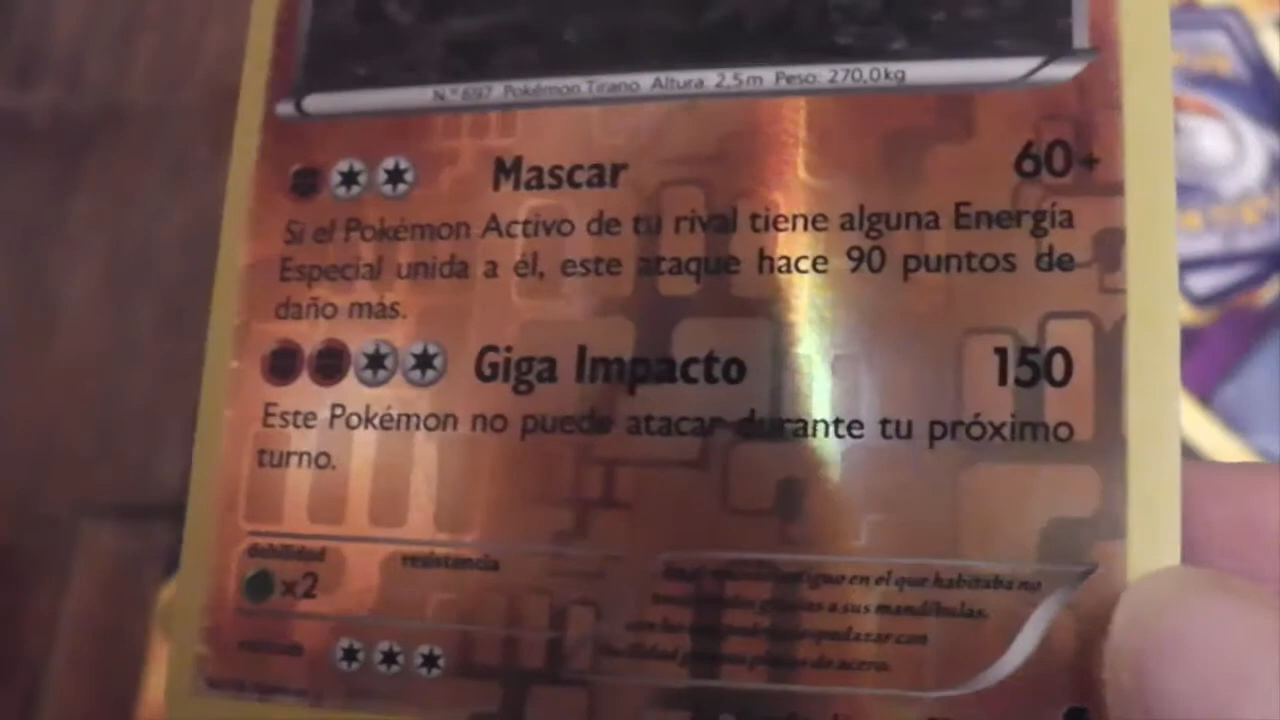 N.º 697 Pokémon Tirano Altura 2,5m Peso: 270,0kg
Mascar 60+
Si el Pokémon Activo de tu rival tiene alguna Energía
Especial unida a él, este ataque hace 90 puntos de
daño más.
Giga Impacto 150
Este Pokémon no puede atacar durante tu próximo
turno.
debilidad resistencia
x2
en el que habitaba no
a sus mandíbulas,
con
de acero.